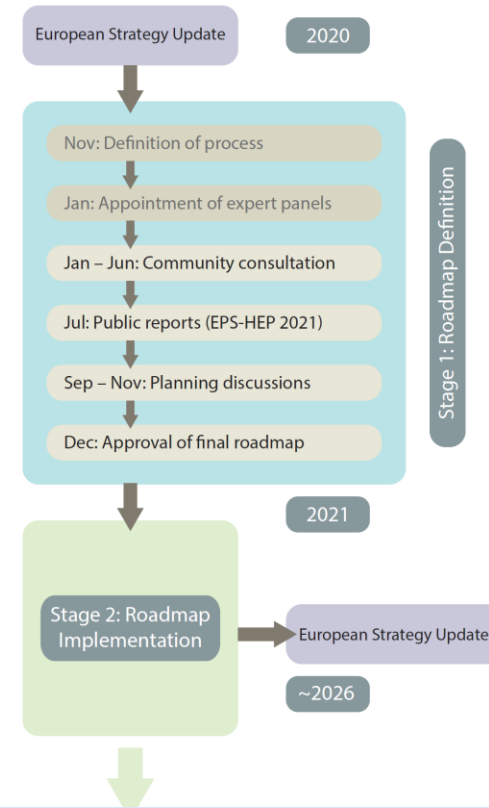 European Strategy Update
2020
Nov: Definition of process
Jan: Appointment of expert panels
Jan – Jun: Community consultation
Jul: Public reports (EPS-HEP 2021)
Sep – Nov: Planning discussions
Dec: Approval of final roadmap
Stage 1: Roadmap Definition
2021
Stage 2: Roadmap
Implementation
European Strategy Update
~2026